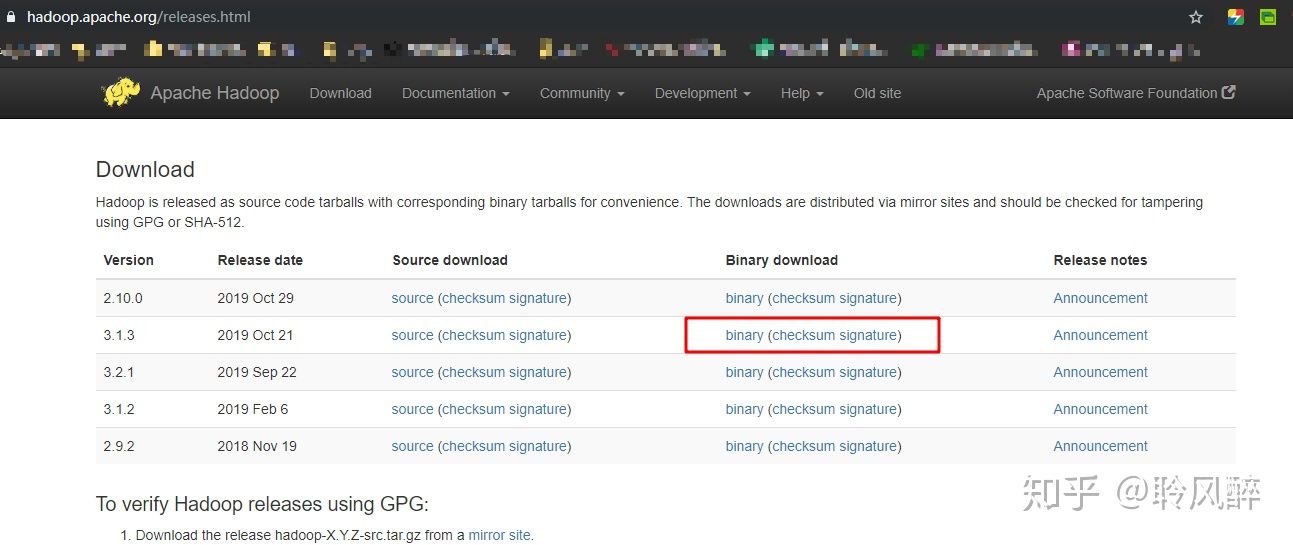 hadoop.apache.org/releases.html
Apache Hadoop Download Documentation Community Development Help Old site Apache Software Foundation
Download
Hadoop is released as source code tarballs with corresponding binary tarballs for convenience. The downloads are distributed via mirror sites and should be checked for tampering
using GPG or SHA-512.
Version Release date Source download Binary download Release notes
2.10.0 2019 Oct 29 source (checksum signature) binary (checksum signature) Announcement
3.1.3 2019 Oct 21 source (checksum signature) binary (checksum signature) Announcement
3.2.1 2019 Sep 22 source (checksum signature) binary (checksum signature) Announcement
3.1.2 2019 Feb 6 source (checksum signature) binary (checksum signature) Announcement
2.9.2 2018 Nov 19 source (checksum signature) binary (checksum signature) Announcement
To verify Hadoop releases using GPG:
1. Download the release hadoop-X.Y.Z-src.tar.gz from a mirror site.
知乎 @聆风醉